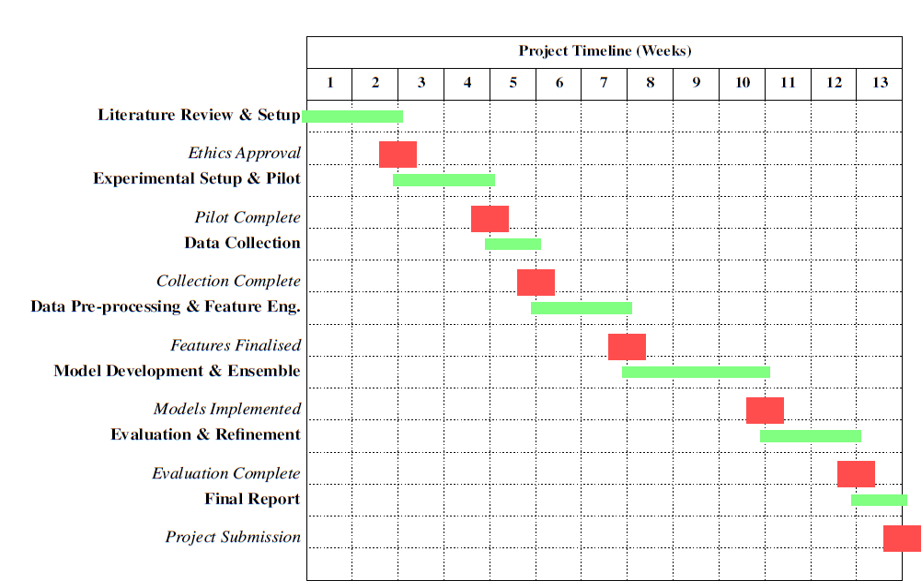 Project Timeline (Weeks)
1 2 3 4 5 6 7 8 9 10 11 12 13
Literature Review & Setup
Ethics Approval
Experimental Setup & Pilot
Pilot Complete
Data Collection
Collection Complete
Data Pre-processing & Feature Eng.
Features Finalised
Model Development & Ensemble
Models Implemented
Evaluation & Refinement
Evaluation Complete
Final Report
Project Submission